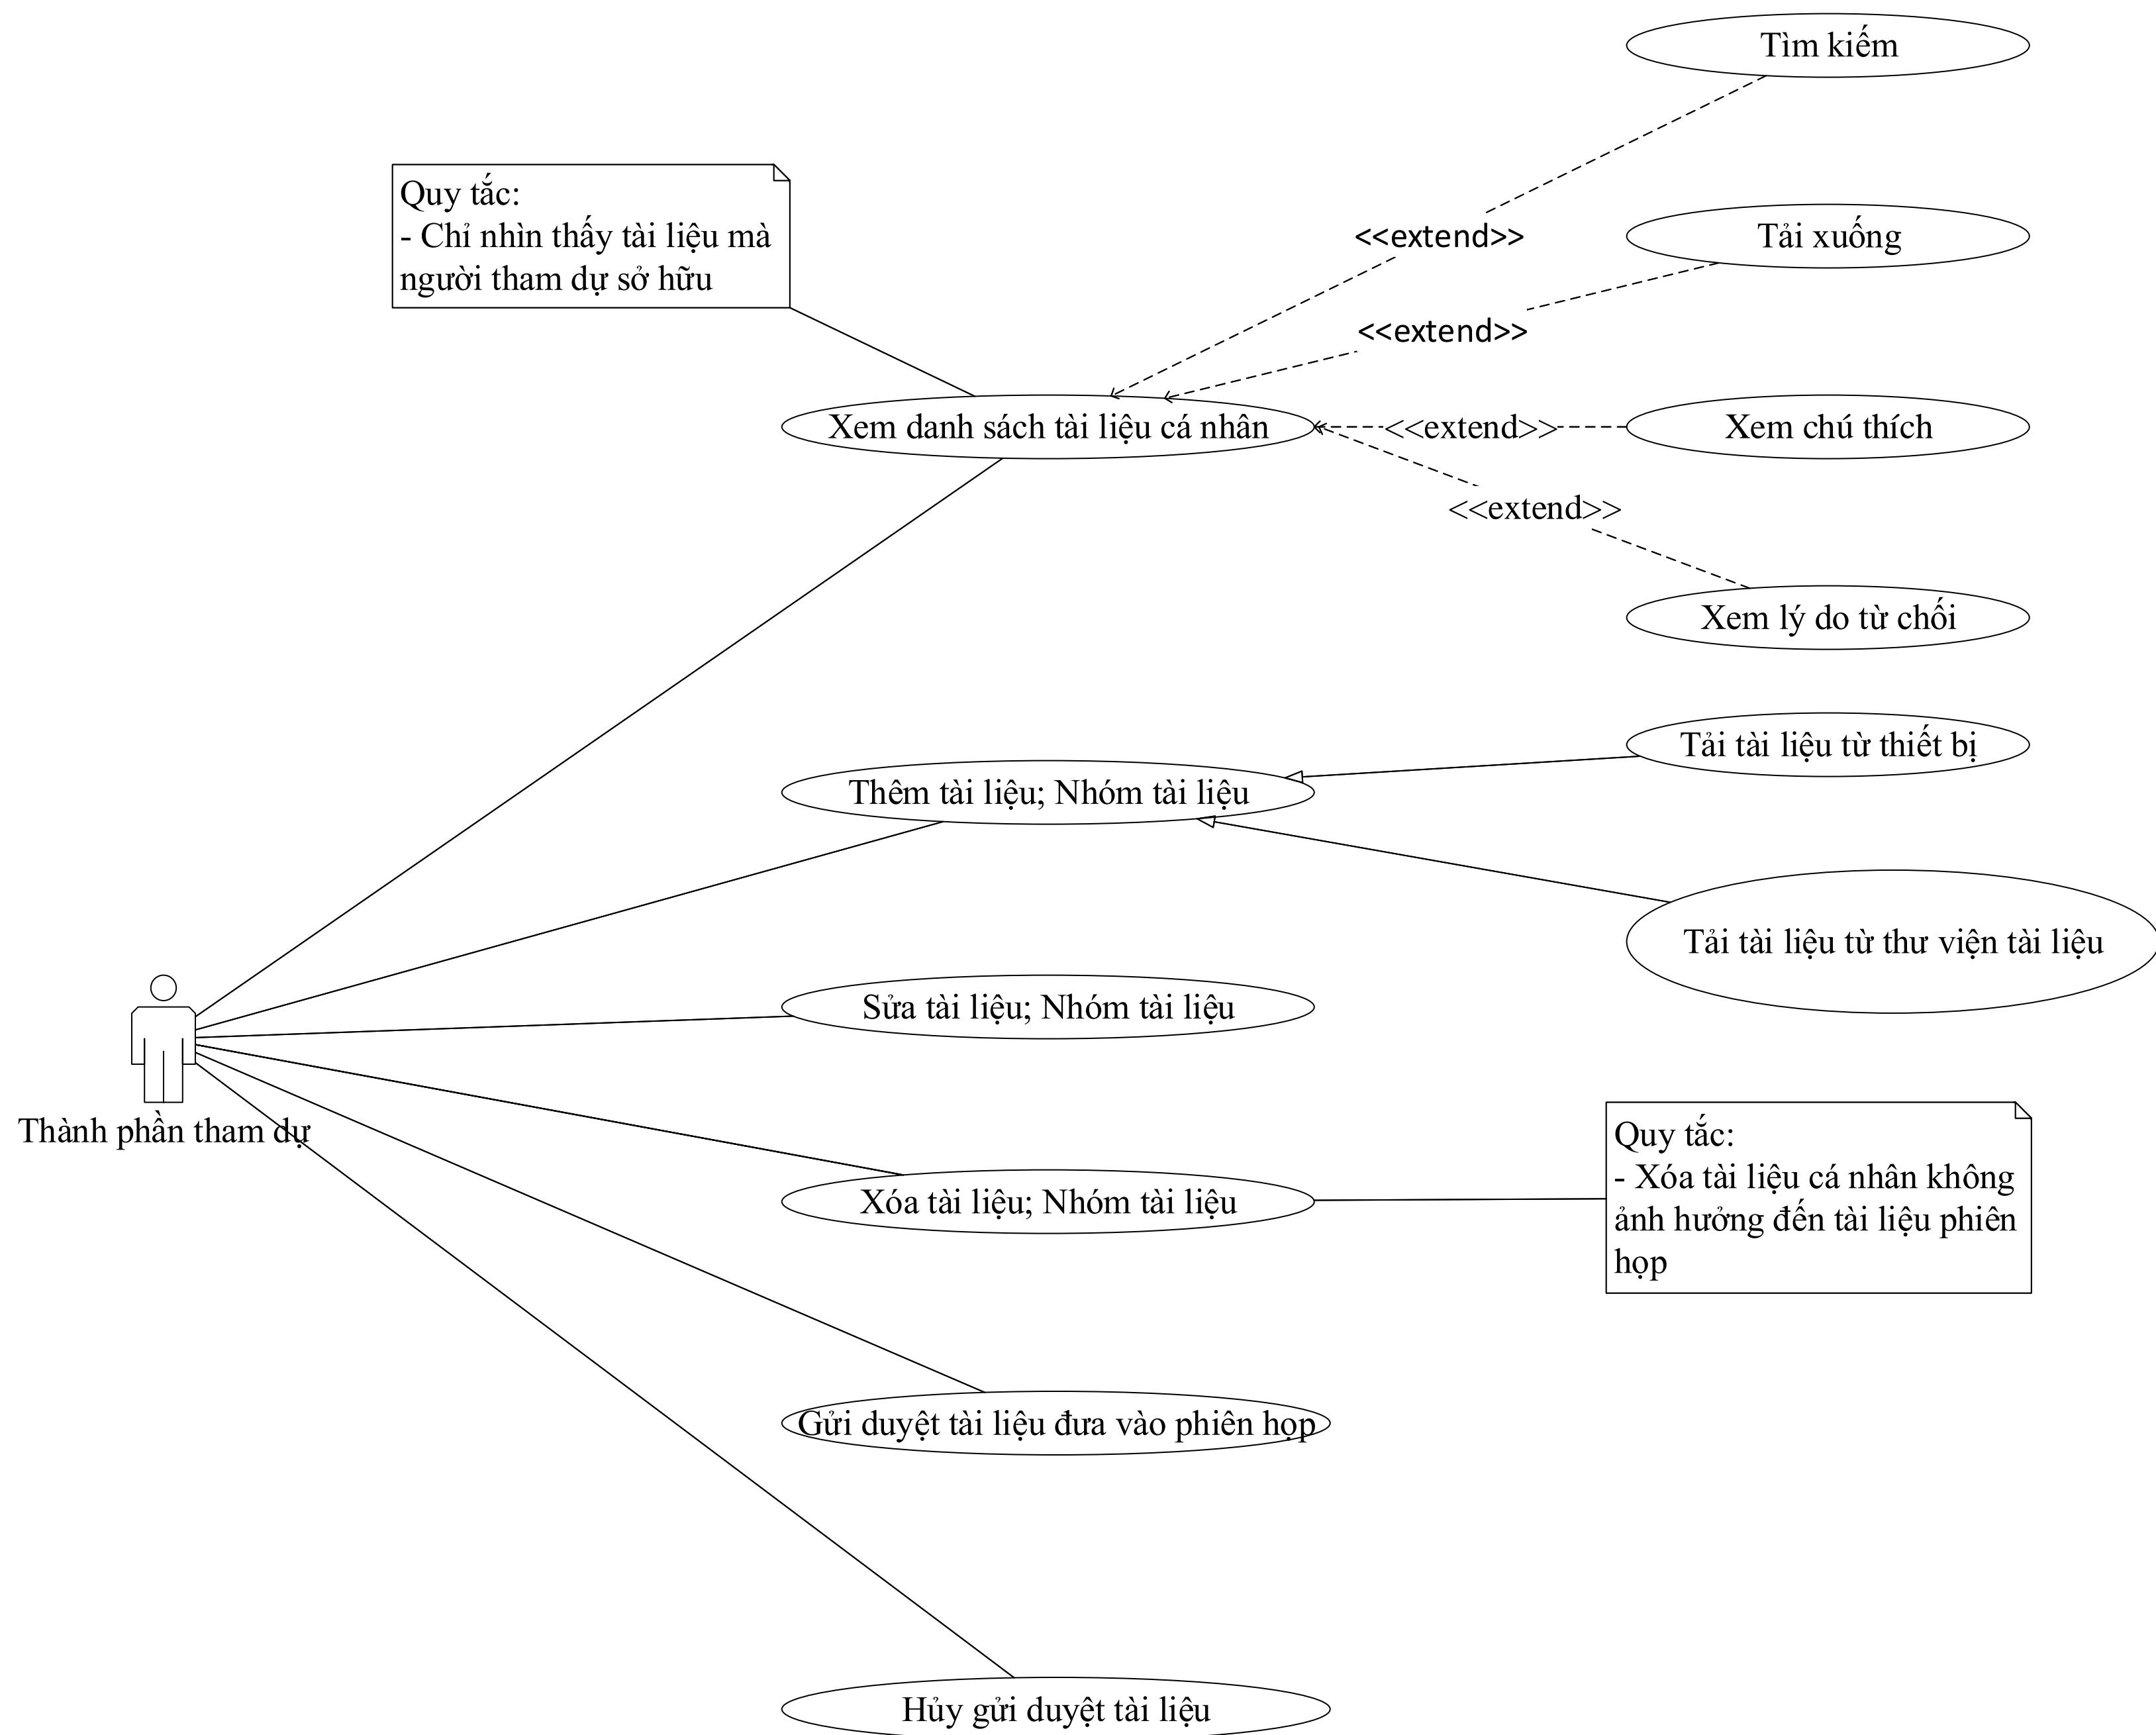 Tìm kiếm
Quy tắc:
- Chỉ nhìn thấy tài liệu mà
người tham dự sở hữu
<<extend>>
Tải xuống
<<extend>>
Xem danh sách tài liệu cá nhân
<<extend>>
Xem chú thích
<<extend>>
Xem lý do từ chối
Tải tài liệu từ thiết bị
Thêm tài liệu; Nhóm tài liệu
Tải tài liệu từ thư viện tài liệu
Sửa tài liệu; Nhóm tài liệu
Thành phần tham dự
Xóa tài liệu; Nhóm tài liệu
Quy tắc:
- Xóa tài liệu cá nhân không
ảnh hưởng đến tài liệu phiên
họp
Gửi duyệt tài liệu đưa vào phiên họp
Hủy gửi duyệt tài liệu